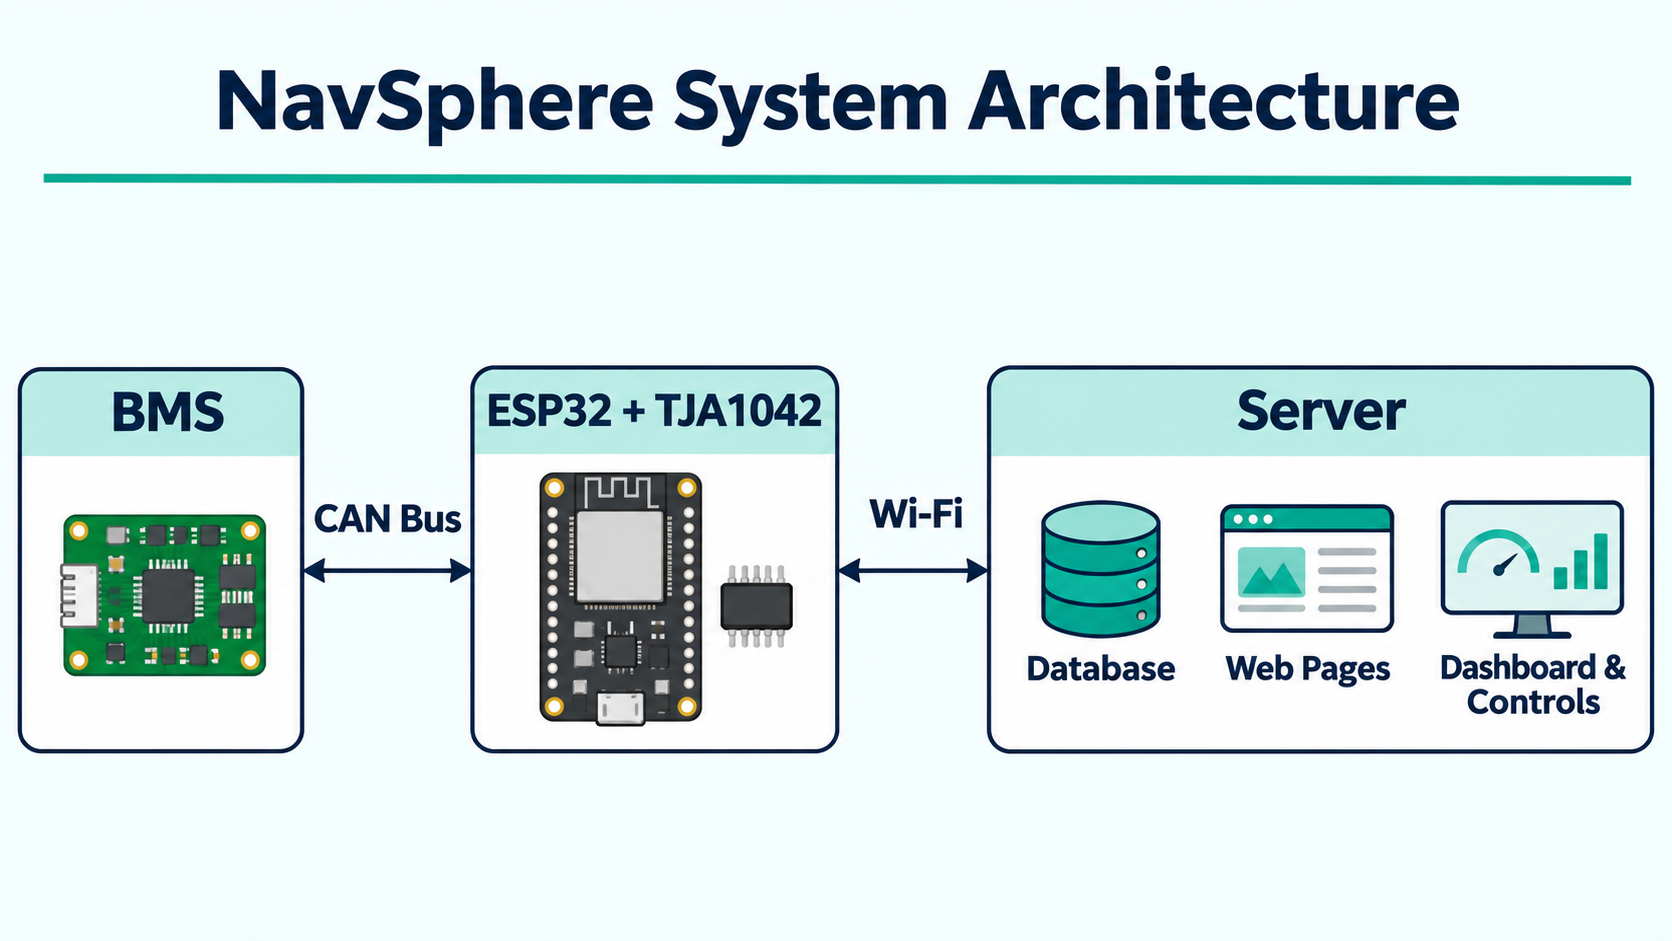 NavSphere System Architecture
BMS
CAN Bus
ESP32 + TJA1042
Wi-Fi
Server
Database
Web Pages
Dashboard &
Controls